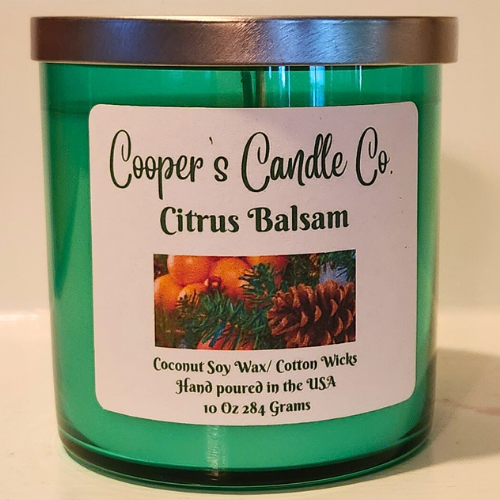 Cooper's Candle Co.
Citrus Balsam
Coconut Soy Wax/ Cotton Wicks
Hand poured in the USA
10 Oz 284 Grams